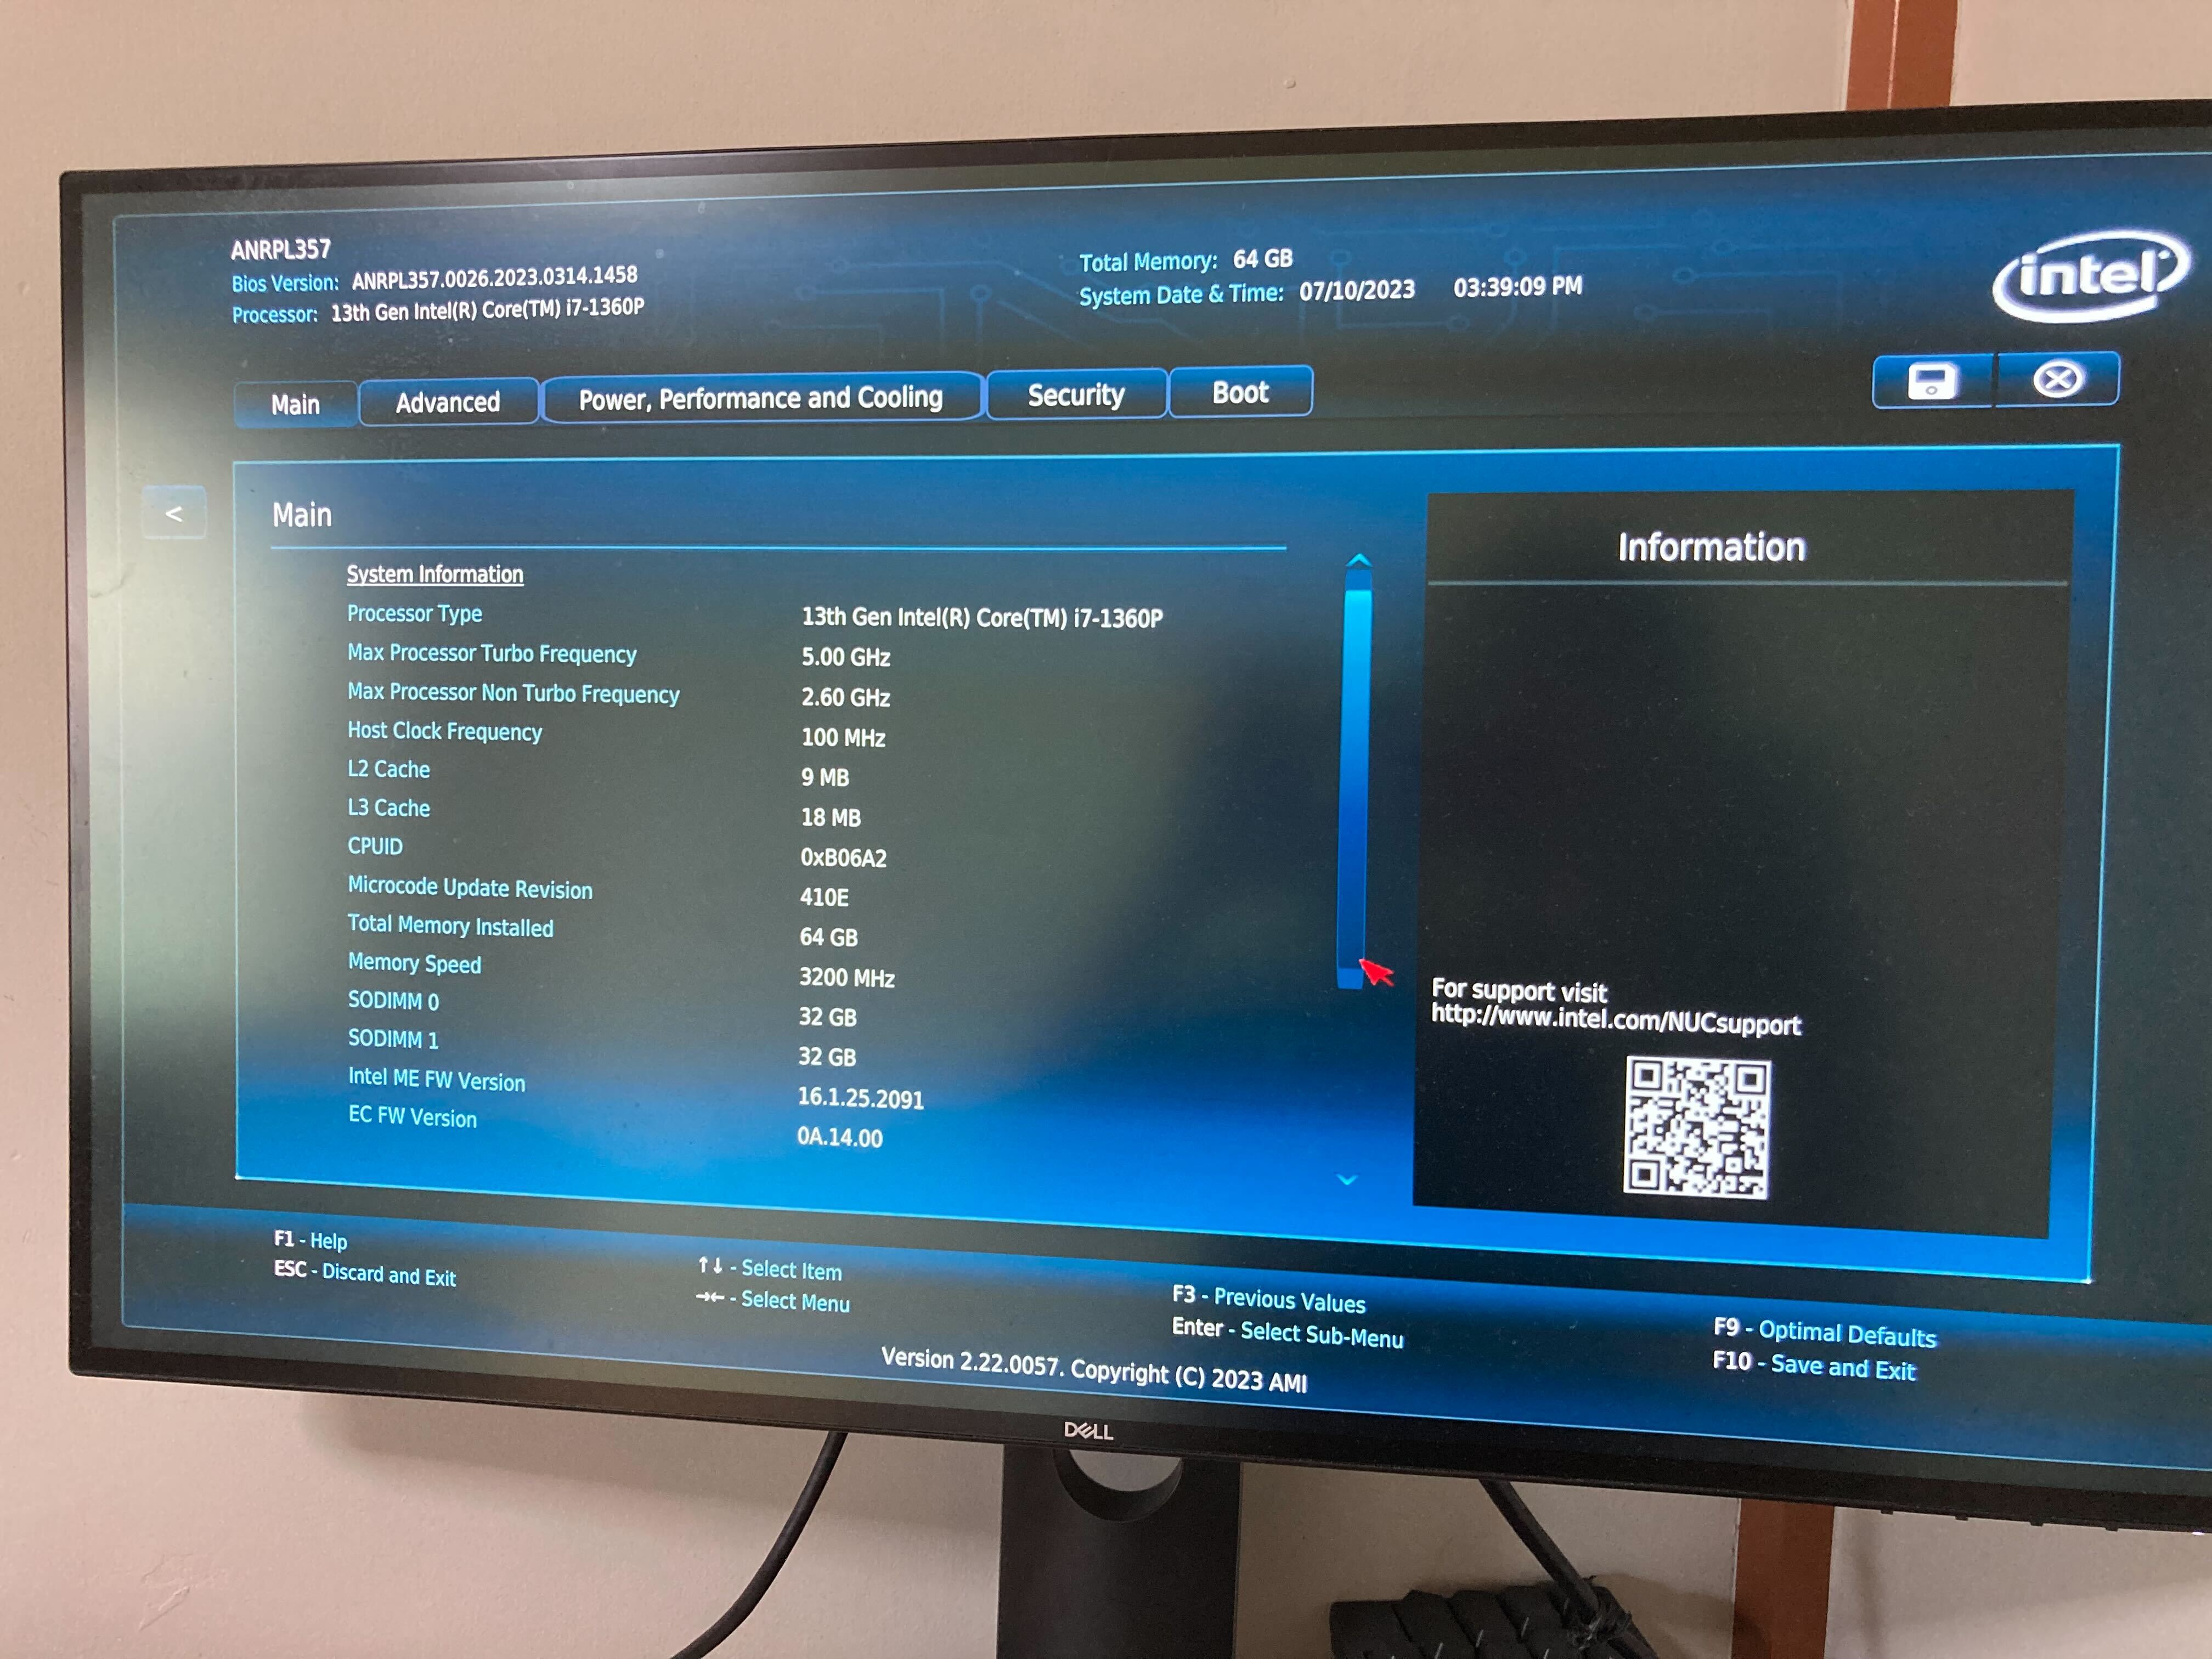 ANRPL357
Bios Version: ANRPL357.0026.2023.0314.1458
Processor: 13th Gen Intel(R) Core(TM) i7-1360P
Total Memory: 64 GB
System Date & Time: 07/10/2023 03:39:09 PM
intel
Main Advanced Power, Performance and Cooling Security Boot
<
Main
System Information
Processor Type 13th Gen Intel(R) Core(TM) i7-1360P
Max Processor Turbo Frequency 5.00 GHz
Max Processor Non Turbo Frequency 2.60 GHz
Host Clock Frequency 100 MHz
L2 Cache 9 MB
L3 Cache 18 MB
CPUID 0xB06A2
Microcode Update Revision 410E
Total Memory Installed 64 GB
Memory Speed 3200 MHz
SODIMM 0 32 GB
SODIMM 1 32 GB
Intel ME FW Version 16.1.25.2091
EC FW Version 0A.14.00
Information
For support visit
http://www.intel.com/NUCsupport
F1 - Help
ESC - Discard and Exit
↑↓ - Select Item
→← - Select Menu
F3 - Previous Values
Enter - Select Sub-Menu
F9 - Optimal Defaults
F10 - Save and Exit
Version 2.22.0057. Copyright (C) 2023 AMI
DELL